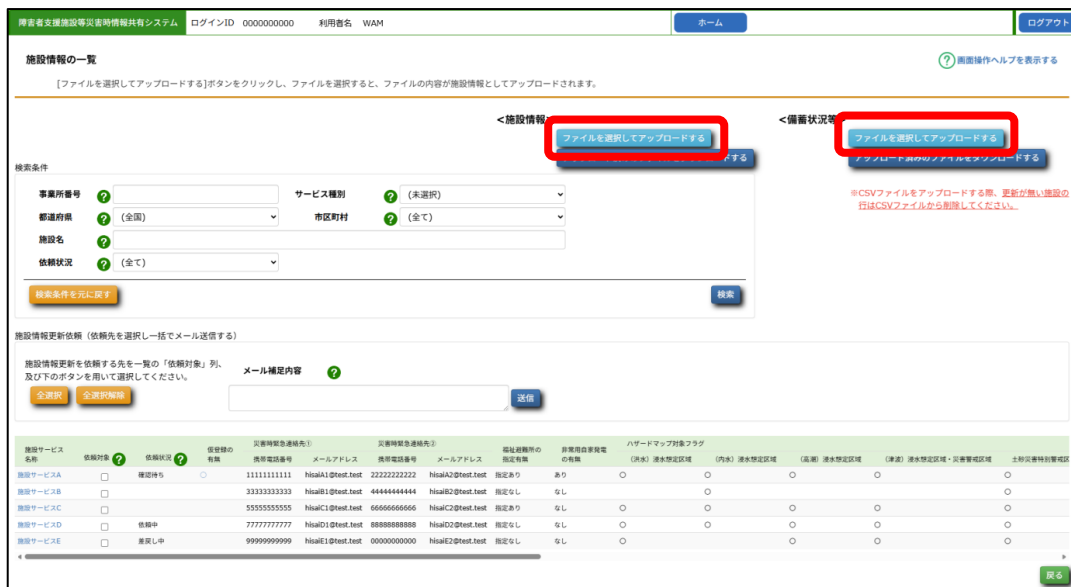 障害者支援施設等災害時情報共有システム ログインID 0000000000 利用者名 WAM ホーム ログアウト
施設情報の一覧
画面操作ヘルプを表示する
[ファイルを選択してアップロードする]ボタンをクリックし、ファイルを選択すると、ファイルの内容が施設情報としてアップロードされます。
<施設情報> <備蓄状況等
ファイルを選択してアップロードする ファイルを選択してアップロードする
ドする アップロード済みのファイルをダウンロードする
検索条件
事業所番号 ? サービス種別 ? (未選択)
※CSVファイルをアップロードする際、更新が無い施設の
行はCSVファイルから削除してください。
都道府県 ? (全国) 市区町村 ? (全て)
施設名 ?
依頼状況 ? (全て)
検索条件を元に戻す 検索
施設情報更新依頼(依頼先を選択し一括でメール送信する)
施設情報更新を依頼する先を一覧の「依頼対象」列、
及び下のボタンを用いて選択してください。
メール補足内容 ?
全選択 全選択解除 送信
施設サービス名称 依頼対象 ? 依頼状況 ? 仮登録の有無 災害時緊急連絡先① 災害時緊急連絡先② 福祉避難所の指定有無 非常用自家発電の有無 ハザードマップ対象フラグ
携帯電話番号 メールアドレス 携帯電話番号 メールアドレス (洪水)浸水想定区域 (内水)浸水想定区域 (高潮)浸水想定区域 (津波)浸水想定区域・災害警戒区域 土砂災害特別警戒区
施設サービスA 確認待ち ○ 11111111111 hisaiA1@test.test 22222222222 hisaiA2@test.test 指定あり あり ○ ○ ○ ○ ○
施設サービスB 33333333333 hisaiB1@test.test 44444444444 hisaiB2@test.test 指定なし なし ○ ○
施設サービスC 55555555555 hisaiC1@test.test 66666666666 hisaiC2@test.test 指定あり なし ○ ○ ○ ○ ○
施設サービスD 依頼中 77777777777 hisaiD1@test.test 88888888888 hisaiD2@test.test 指定なし なし ○ ○ ○ ○ ○
施設サービスE 差戻し中 99999999999 hisaiE1@test.test 00000000000 hisaiE2@test.test 指定なし なし ○ ○ ○ ○
戻る